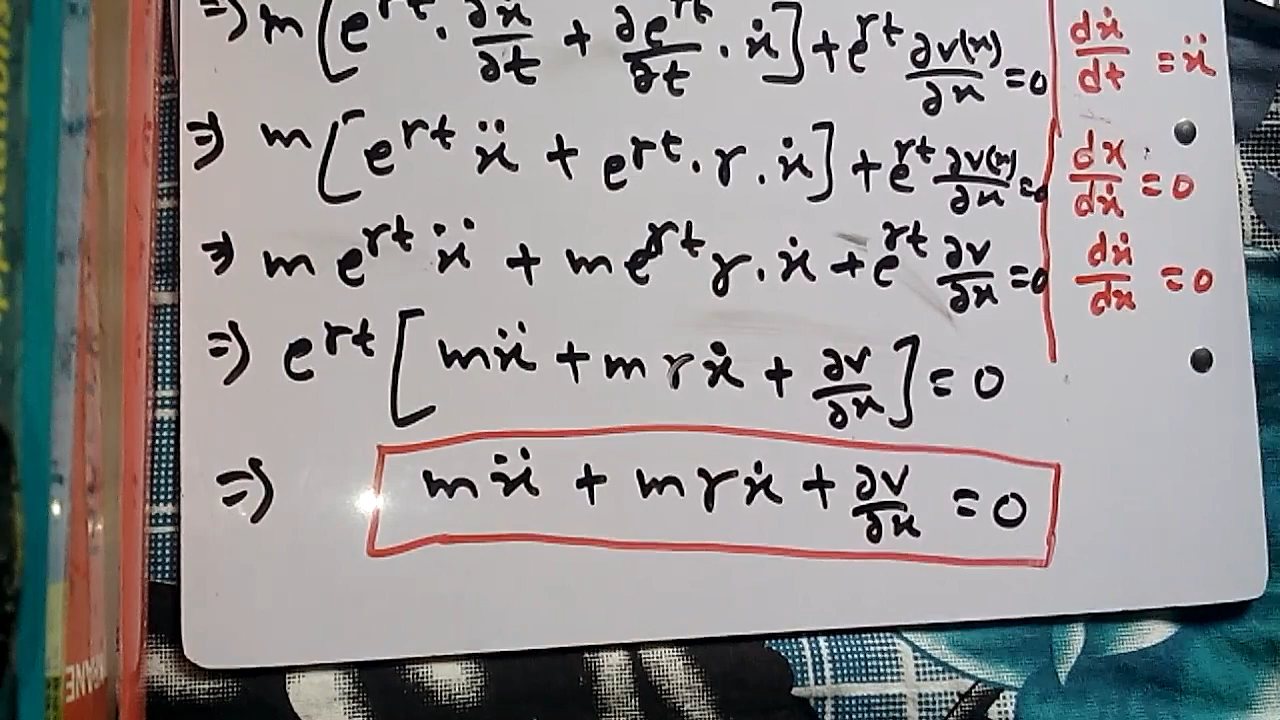 ⇒ m[e^{rt} · ∂ẋ/∂t + ∂e^{rt}/∂t · ẋ] + e^{rt} ∂v(x)/∂x = 0
dẋ/dt = ẍ
⇒ m[e^{rt} ẍ + e^{rt} · r · ẋ] + e^{rt} ∂v(x)/∂x = 0
dx/dẋ = 0
⇒ m e^{rt} ẍ + m e^{rt} r · ẋ + e^{rt} ∂v/∂x = 0
dẋ/dx = 0
⇒ e^{rt} [mẍ + m r ẋ + ∂v/∂x] = 0
⇒ mẍ + m r ẋ + ∂v/∂x = 0